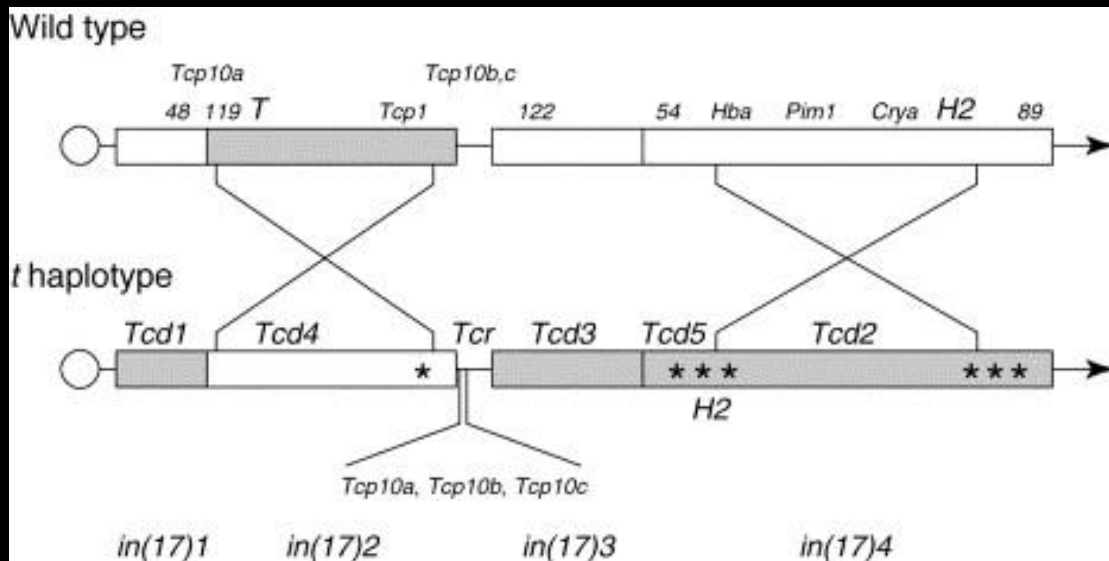 Wild type
Tcp10a Tcp10b,c
48 119 T Tcp1 122 54 Hba Pim1 Crya H2 89
t haplotype
Tcd1 Tcd4 Tcr Tcd3 Tcd5 Tcd2
* * * * * * *
H2
Tcp10a, Tcp10b, Tcp10c
in(17)1 in(17)2 in(17)3 in(17)4